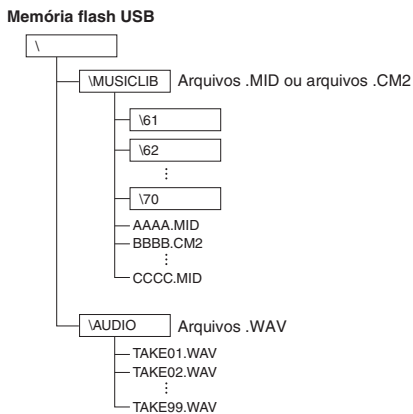 Memória flash USB
\
\MUSICLIB Arquivos .MID ou arquivos .CM2
\61
\62
⋮
\70
AAAA.MID
BBBB.CM2
⋮
CCCC.MID
\AUDIO Arquivos .WAV
TAKE01.WAV
TAKE02.WAV
⋮
TAKE99.WAV